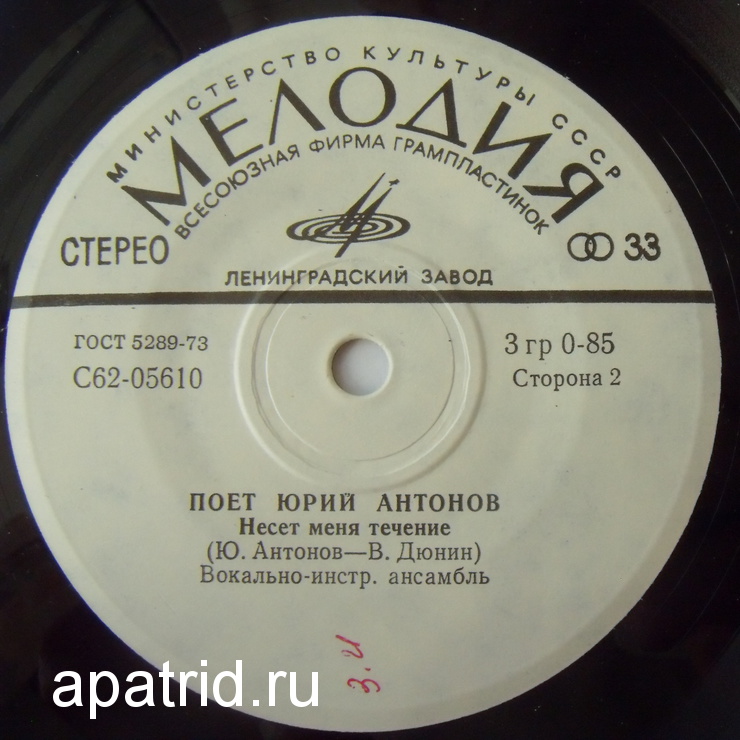 МИНИСТЕРСТВО КУЛЬТУРЫ СССР
МЕЛОДИЯ
ВСЕСОЮЗНАЯ ФИРМА ГРАМПЛАСТИНОК
СТЕРЕО
33
ЛЕНИНГРАДСКИЙ ЗАВОД
ГОСТ 5289-73
3 гр 0-85
С62-05610
Сторона 2
ПОЕТ ЮРИЙ АНТОНОВ
Несет меня течение
(Ю. Антонов—В. Дюнин)
Вокально-инстр. ансамбль
З.И
apatrid.ru